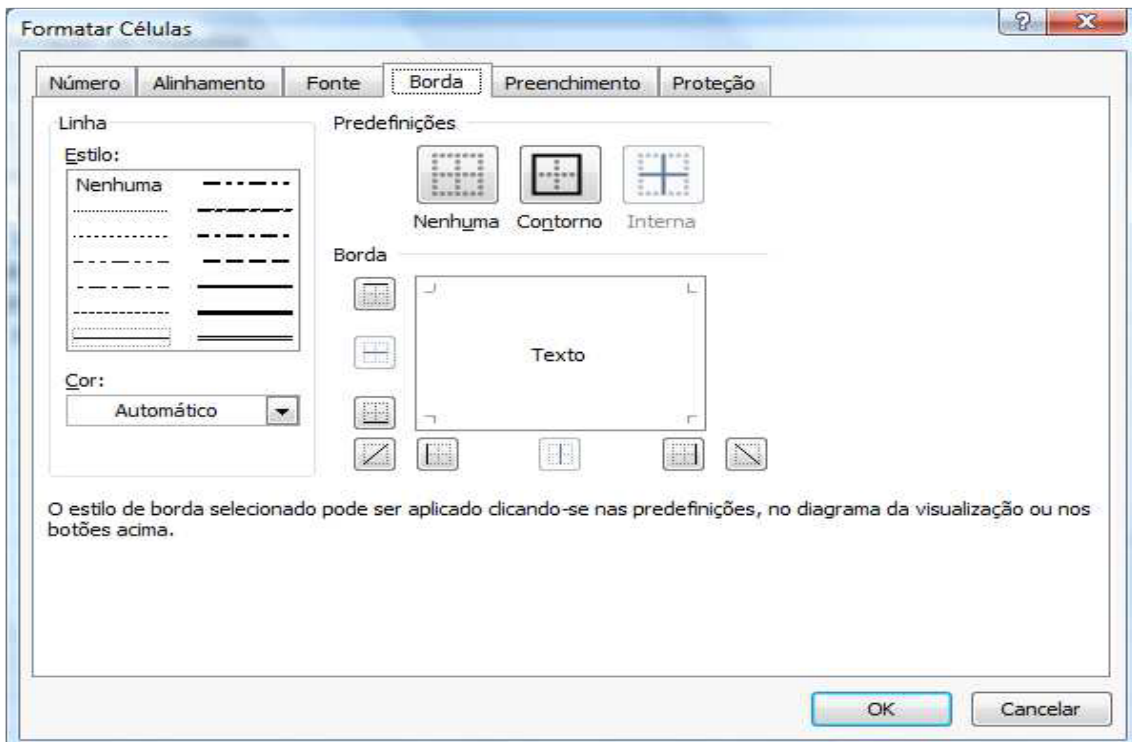 Formatar Células
Número Alinhamento Fonte Borda Preenchimento Proteção
Linha
Estilo:
Nenhuma
Cor:
Automático
Predefinições
Nenhuma Contorno Interna
Borda
Texto
O estilo de borda selecionado pode ser aplicado clicando-se nas predefinições, no diagrama da visualização ou nos
botões acima.
OK Cancelar